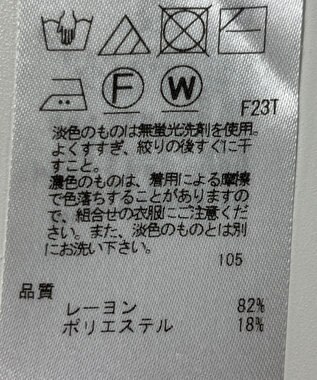 F
W
F23T
淡色のものは無蛍光洗剤を使用。
よくすすぎ、絞りの後すぐに干
すこと。
濃色のものは、着用による摩擦
で色落ちすることがありますの
で、組合せの衣服にご注意くだ
さい。また、淡色のものとは別
にお洗い下さい。
105
品質
レーヨン 82%
ポリエステル 18%